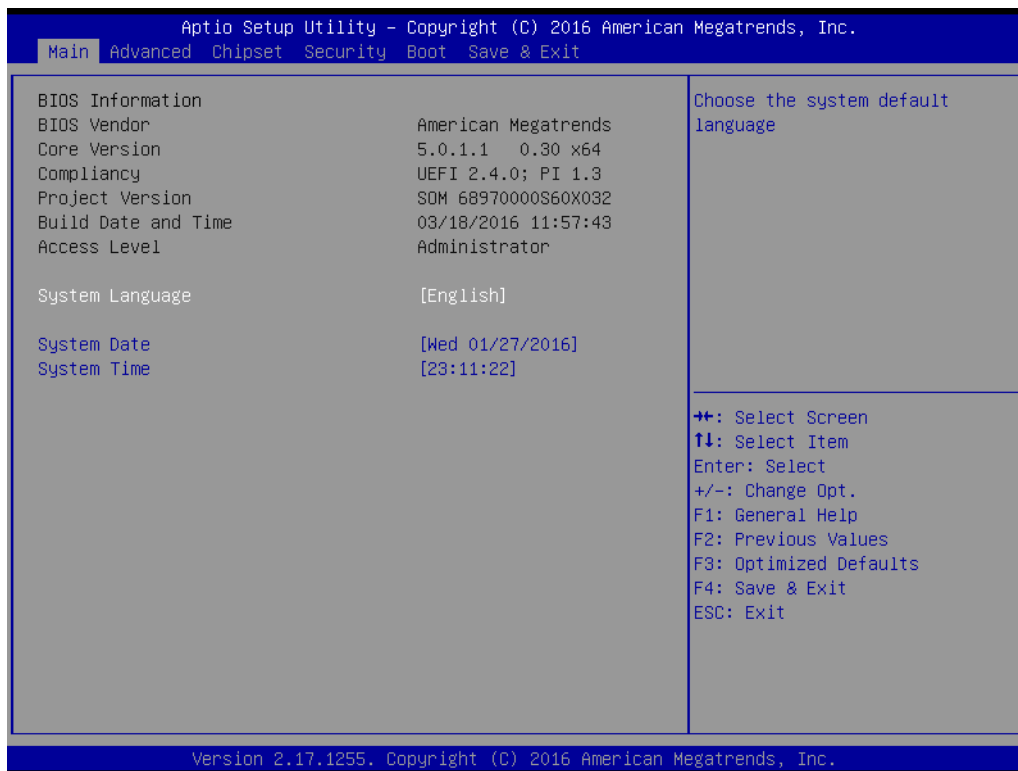 Aptio Setup Utility – Copyright (C) 2016 American Megatrends, Inc.
Main Advanced Chipset Security Boot Save & Exit
BIOS Information
BIOS Vendor American Megatrends
Core Version 5.0.1.1 0.30 x64
Compliancy UEFI 2.4.0; PI 1.3
Project Version SOM 68970000S60X032
Build Date and Time 03/18/2016 11:57:43
Access Level Administrator
System Language [English]
System Date [Wed 01/27/2016]
System Time [23:11:22]
Choose the system default
language
→←: Select Screen
↑↓: Select Item
Enter: Select
+/-: Change Opt.
F1: General Help
F2: Previous Values
F3: Optimized Defaults
F4: Save & Exit
ESC: Exit
Version 2.17.1255. Copyright (C) 2016 American Megatrends, Inc.